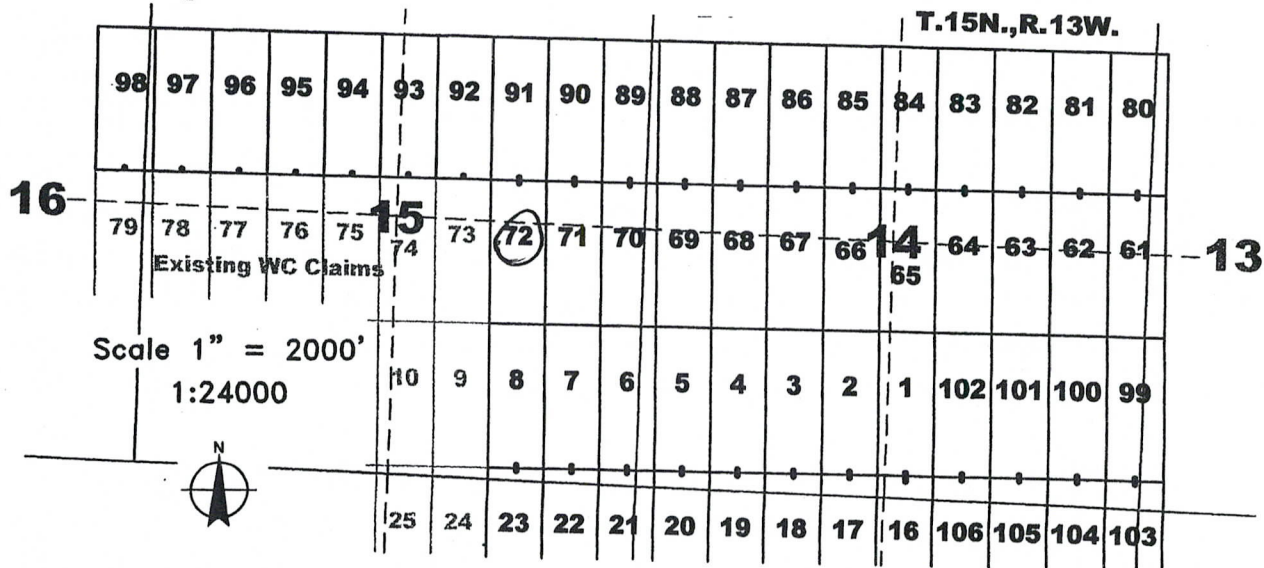 T.15N.,R.13W.
98 97 96 95 94 93 92 91 90 89 88 87 86 85 84 83 82 81 80
16 15 14 13
79 78 77 76 75 74 73 72 71 70 69 68 67 66 65 64 63 62 61
Existing WC Claims
Scale 1" = 2000'
1:24000
10 9 8 7 6 5 4 3 2 1 102 101 100 99
N
25 24 23 22 21 20 19 18 17 16 106 105 104 103